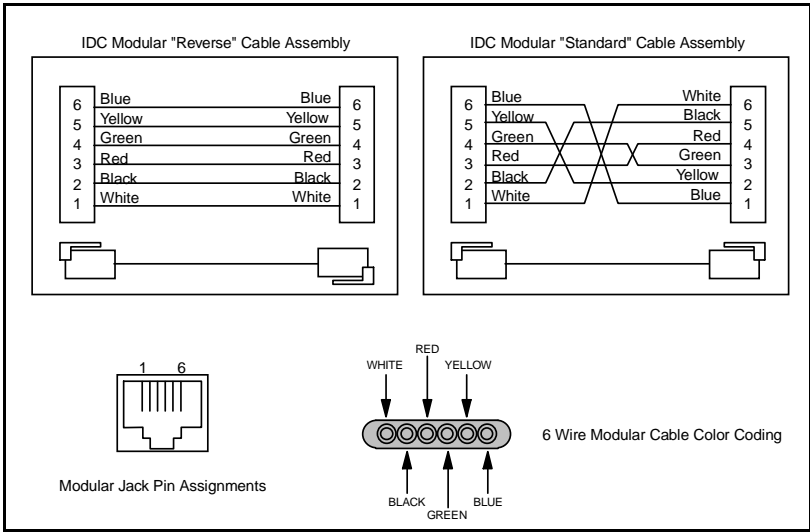 IDC Modular "Reverse" Cable Assembly
6 Blue Blue 6
5 Yellow Yellow 5
4 Green Green 4
3 Red Red 3
2 Black Black 2
1 White White 1
IDC Modular "Standard" Cable Assembly
6 Blue White 6
5 Yellow Black 5
4 Green Red 4
3 Red Green 3
2 Black Yellow 2
1 White Blue 1
1 6
Modular Jack Pin Assignments
RED
WHITE YELLOW
6 Wire Modular Cable Color Coding
BLACK BLUE
GREEN